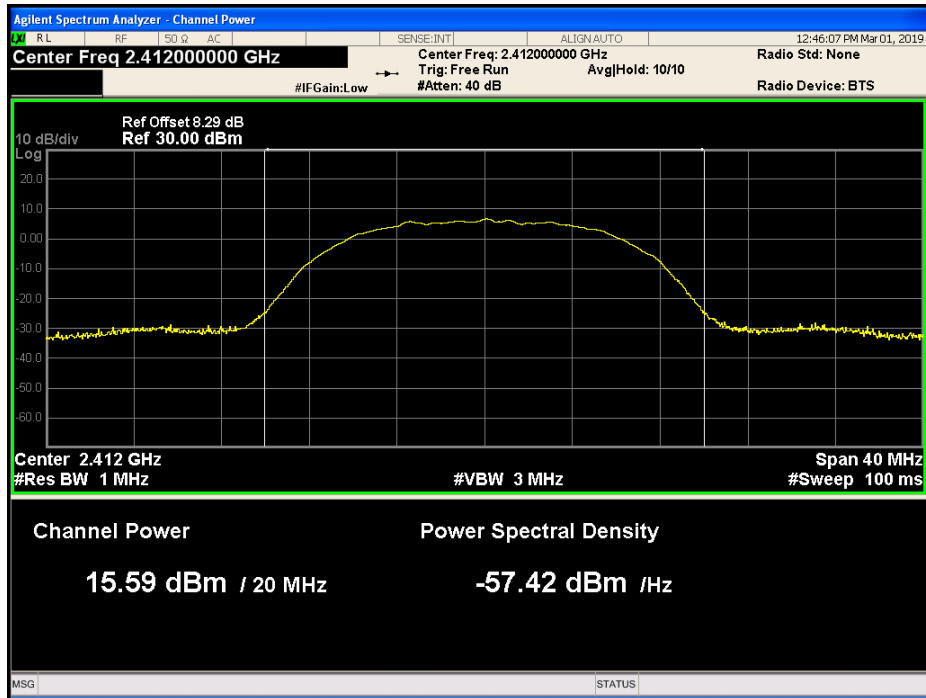 Agilent Spectrum Analyzer - Channel Power
LXI RL RF 50 Ω AC SENSE:INT ALIGN AUTO 12:46:07 PM Mar 01, 2019
Center Freq 2.412000000 GHz
Center Freq: 2.412000000 GHz
Radio Std: None
Trig: Free Run
Avg|Hold: 10/10
#IFGain:Low
#Atten: 40 dB
Radio Device: BTS
Ref Offset 8.29 dB
10 dB/div
Ref 30.00 dBm
Log
20.0
10.0
0.00
-10.0
-20.0
-30.0
-40.0
-50.0
-60.0
Center 2.412 GHz
Span 40 MHz
#Res BW 1 MHz
#VBW 3 MHz
#Sweep 100 ms
Channel Power
Power Spectral Density
15.59 dBm / 20 MHz
-57.42 dBm /Hz
MSG
STATUS